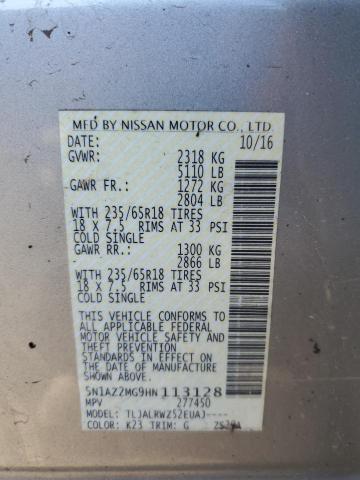 MFD BY NISSAN MOTOR CO., LTD.
DATE: 10/16
GVWR: 2318 KG
5110 LB
GAWR FR.: 1272 KG
2804 LB
WITH 235/65R18 TIRES
18 X 7.5 RIMS AT 33 PSI
COLD SINGLE
GAWR RR.: 1300 KG
2866 LB
WITH 235/65R18 TIRES
18 X 7.5 RIMS AT 33 PSI
COLD SINGLE
THIS VEHICLE CONFORMS TO
ALL APPLICABLE FEDERAL
MOTOR VEHICLE SAFETY AND
THEFT PREVENTION
STANDARDS IN EFFECT ON
THE DATE OF MANUFACTURE
SHOWN ABOVE.
5N1AZ2MG9HN113128
MPV 277450
MODEL: TLJALRWZ52EUAJ----
COLOR: K23 TRIM: G